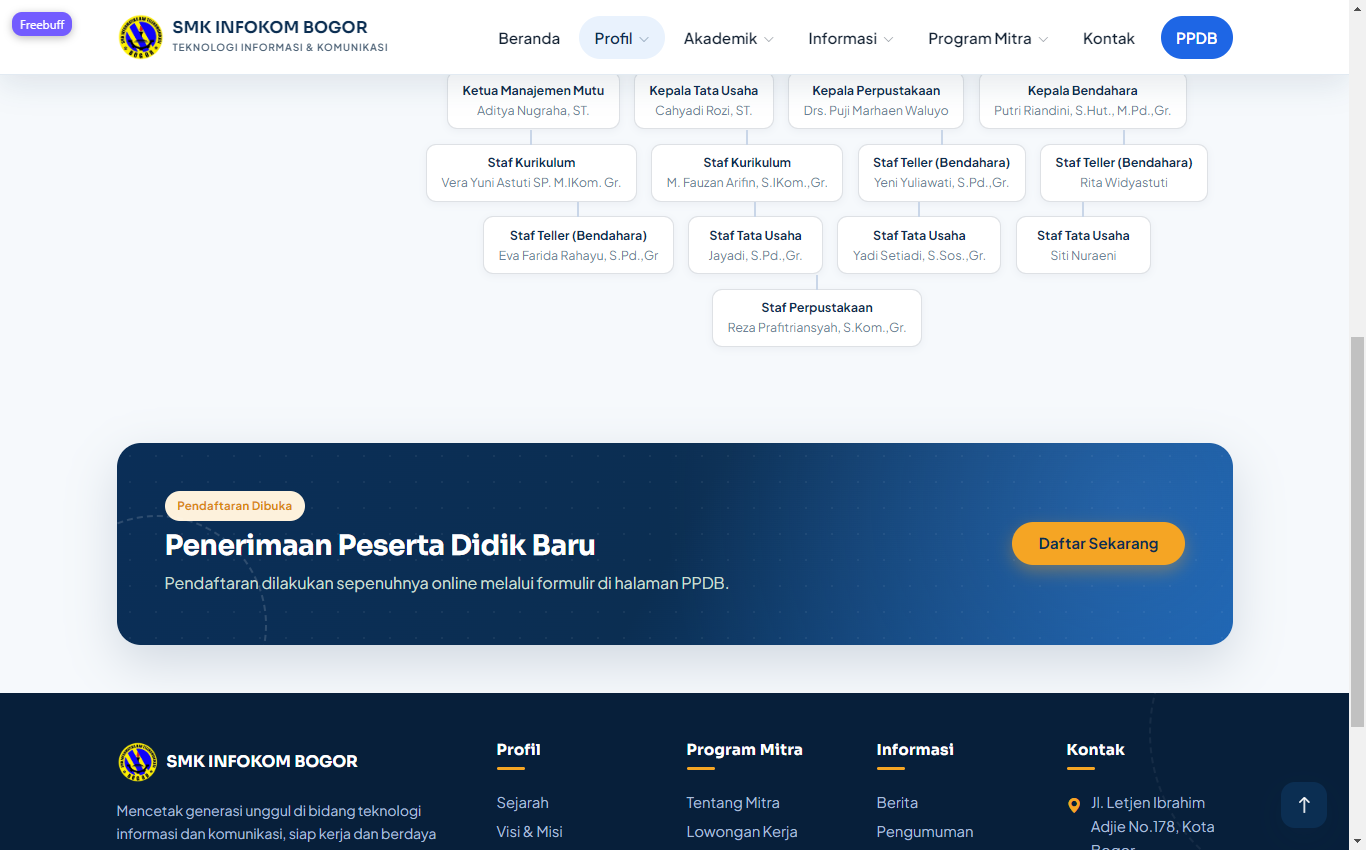 Freebuff
SMK INFOKOM BOGOR
TEKNOLOGI INFORMASI & KOMUNIKASI
Beranda
Profil
Akademik
Informasi
Program Mitra
Kontak
PPDB
Ketua Manajemen Mutu
Aditya Nugraha, ST.
Kepala Tata Usaha
Cahyadi Rozi, ST.
Kepala Perpustakaan
Drs. Puji Marhaen Waluyo
Kepala Bendahara
Putri Riandini, S.Hut., M.Pd.,Gr.
Staf Kurikulum
Vera Yuni Astuti SP. M.IKom. Gr.
Staf Kurikulum
M. Fauzan Arifin, S.IKom.,Gr.
Staf Teller (Bendahara)
Yeni Yuliawati, S.Pd.,Gr.
Staf Teller (Bendahara)
Rita Widyastuti
Staf Teller (Bendahara)
Eva Farida Rahayu, S.Pd.,Gr
Staf Tata Usaha
Jayadi, S.Pd.,Gr.
Staf Tata Usaha
Yadi Setiadi, S.Sos.,Gr.
Staf Tata Usaha
Siti Nuraeni
Staf Perpustakaan
Reza Prafitriansyah, S.Kom.,Gr.
Pendaftaran Dibuka
Penerimaan Peserta Didik Baru
Pendaftaran dilakukan sepenuhnya online melalui formulir di halaman PPDB.
Daftar Sekarang
SMK INFOKOM BOGOR
Mencetak generasi unggul di bidang teknologi
informasi dan komunikasi, siap kerja dan berdaya
Profil
Sejarah
Visi & Misi
Program Mitra
Tentang Mitra
Lowongan Kerja
Informasi
Berita
Pengumuman
Kontak
Jl. Letjen Ibrahim
Adjie No.178, Kota
Bogor